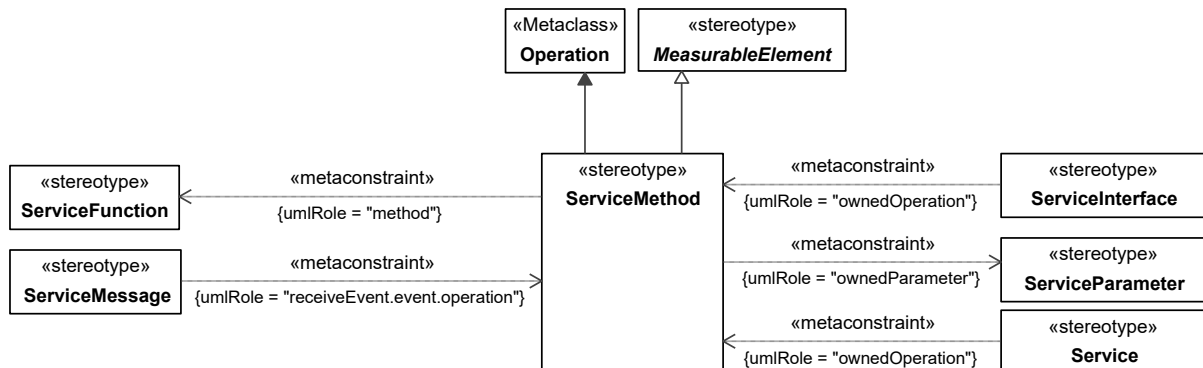 «Metaclass»
Operation
«stereotype»
MeasurableElement
«stereotype»
ServiceFunction
«metaconstraint»
{umlRole = "method"}
«stereotype»
ServiceMethod
«metaconstraint»
{umlRole = "ownedOperation"}
«stereotype»
ServiceInterface
«stereotype»
ServiceMessage
«metaconstraint»
{umlRole = "receiveEvent.event.operation"}
«metaconstraint»
{umlRole = "ownedParameter"}
«stereotype»
ServiceParameter
«metaconstraint»
{umlRole = "ownedOperation"}
«stereotype»
Service